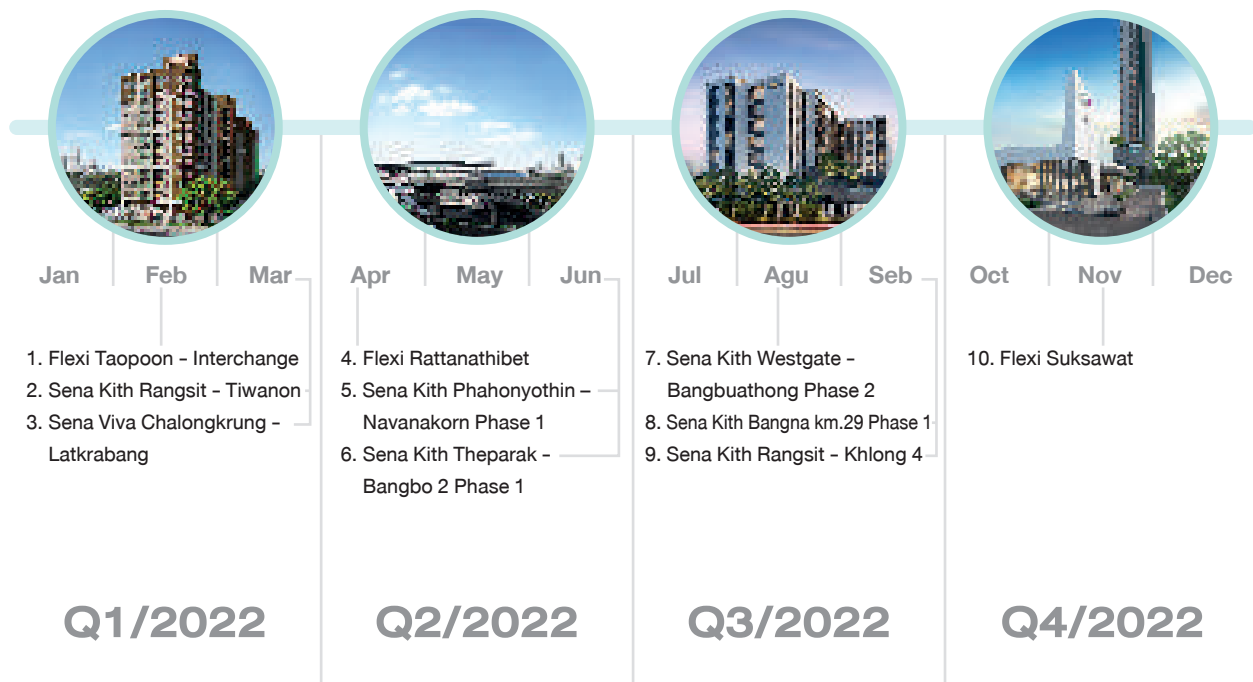 Jan Feb Mar
Apr May Jun
Jul Agu Seb
Oct Nov Dec
1. Flexi Taopoon - Interchange
2. Sena Kith Rangsit - Tiwanon
3. Sena Viva Chalongkrung -
Latkrabang
4. Flexi Rattanathibet
5. Sena Kith Phahonyothin –
Navanakorn Phase 1
6. Sena Kith Theparak -
Bangbo 2 Phase 1
7. Sena Kith Westgate -
Bangbuathong Phase 2
8. Sena Kith Bangna km.29 Phase 1
9. Sena Kith Rangsit - Khlong 4
10. Flexi Suksawat
Q1/2022
Q2/2022
Q3/2022
Q4/2022